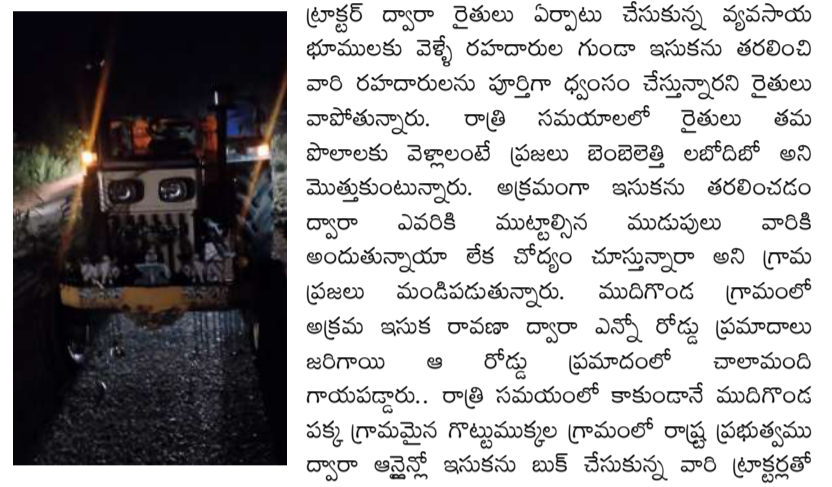 ట్రాక్టర్ ద్వారా రైతులు ఏర్పాటు చేసుకున్న వ్యవసాయ
భూములకు వెళ్ళే రహదారుల గుండా ఇసుకను తరలించి
వారి రహదారులను పూర్తిగా ధ్వంసం చేస్తున్నారని రైతులు
వాపోతున్నారు. రాత్రి సమయాలలో రైతులు తమ
పొలాలకు వెళ్లాలంటే ప్రజలు బెంబెలెత్తి లబోదిబో అని
మొత్తుకుంటున్నారు. అక్రమంగా ఇసుకను తరలించడం
ద్వారా ఎవరికి ముట్టాల్సిన ముడుపులు వారికి
అందుతున్నాయా లేక చోద్యం చూస్తున్నారా అని గ్రామ
ప్రజలు మండిపడుతున్నారు. ముదిగొండ గ్రామంలో
అక్రమ ఇసుక రావణా ద్వారా ఎన్నో రోడ్డు ప్రమాదాలు
జరిగాయి ఆ రోడ్డు ప్రమాదంలో చాలామంది
గాయపడ్డారు.. రాత్రి సమయంలో కాకుండానే ముదిగొండ
పక్క గ్రామమైన గొట్టుముక్కల గ్రామంలో రాష్ట్ర ప్రభుత్వము
ద్వారా ఆన్లైన్లో ఇసుకను బుక్ చేసుకున్న వారి ట్రాక్టర్లతో